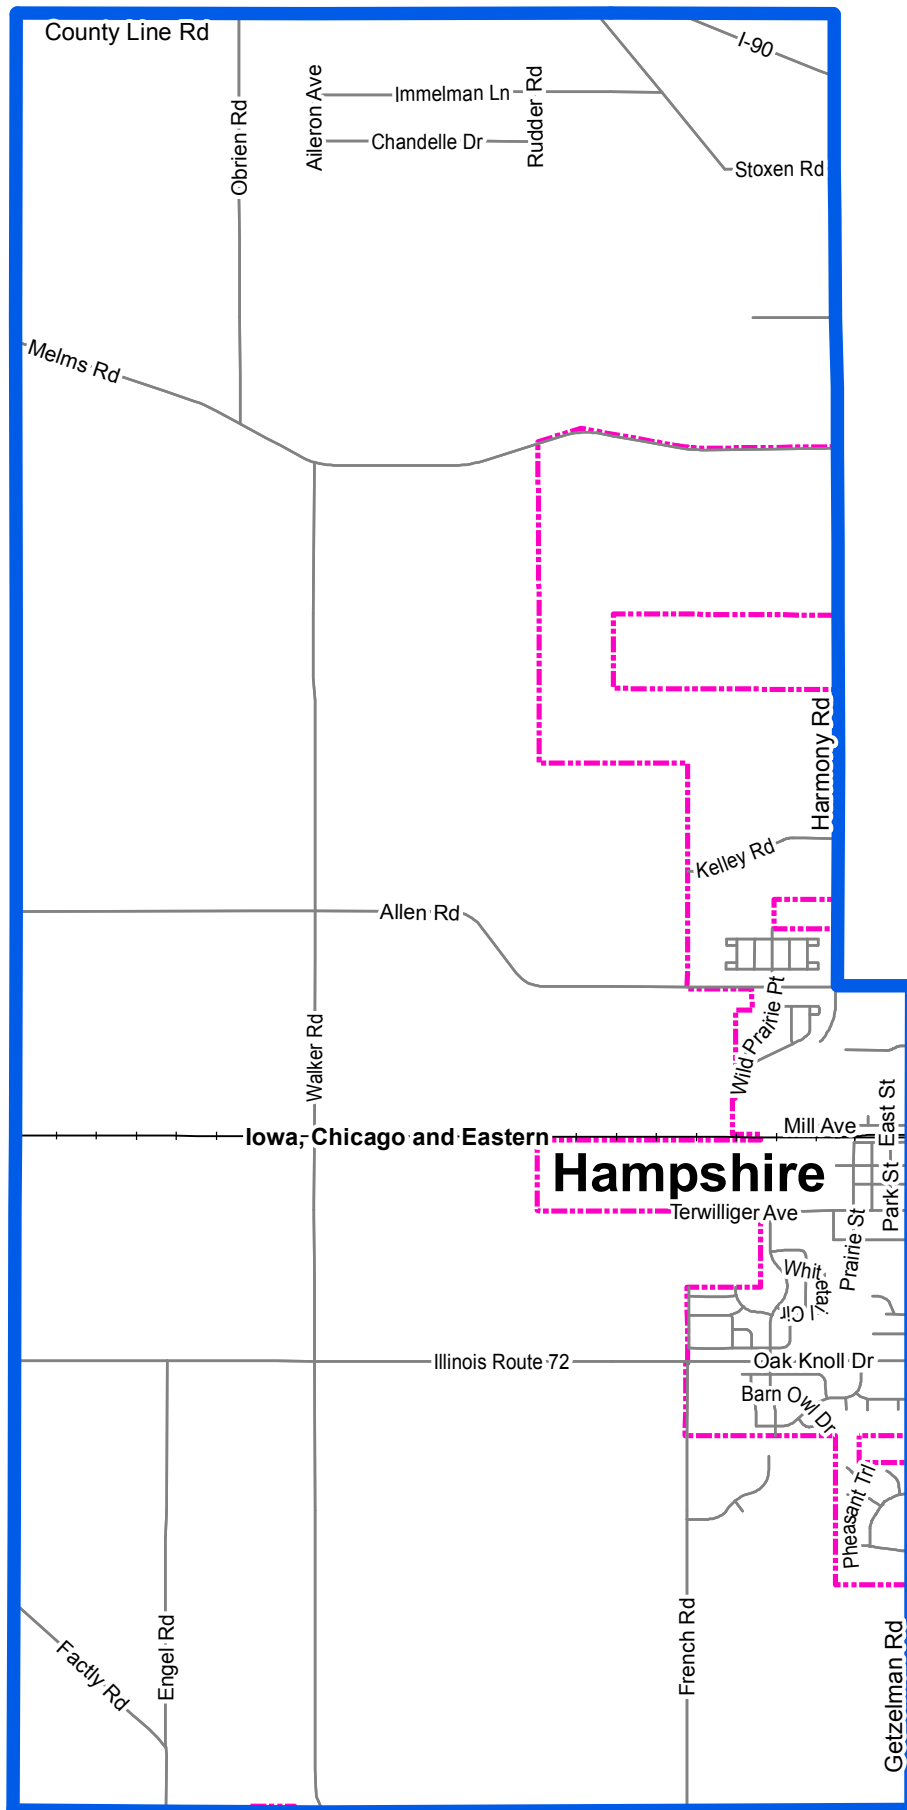 County Line Rd
I-90
Obrien Rd
Aileron Ave
Immelman Ln
Rudder Rd
Chandelle Dr
Stoxen Rd
Melms Rd
Harmony Rd
Kelley Rd
Allen Rd
Wild Prairie Pt
Walker Rd
Mill Ave
East St
Iowa, Chicago and Eastern
Hampshire
Park St
Terwilliger Ave
Prairie St
Whitetail Cir
Illinois Route 72
Oak Knoll Dr
Barn Owl Dr
Pheasant Trl
Factly Rd
Engel Rd
French Rd
Getzelman Rd